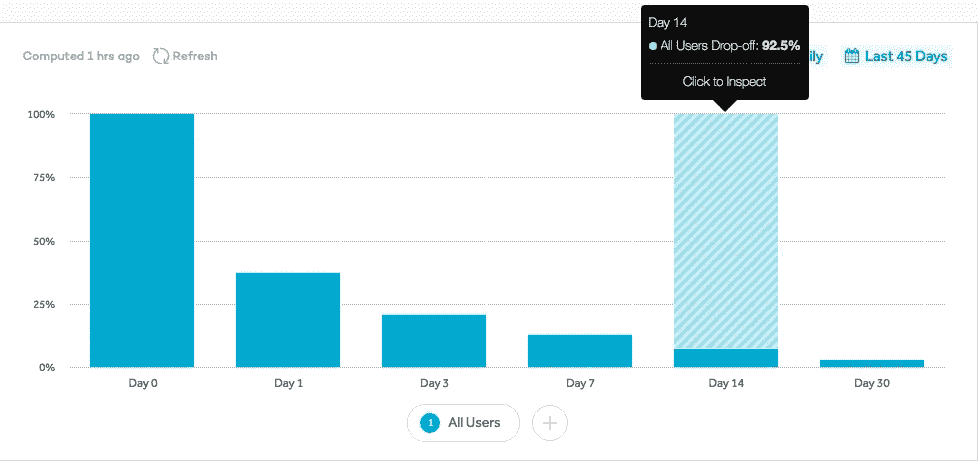 Day 14
All Users Drop-off: 92.5%
Click to Inspect
Computed 1 hrs ago Refresh
Last 45 Days
100%
75%
50%
25%
0%
Day 0 Day 1 Day 3 Day 7 Day 14 Day 30
1 All Users +